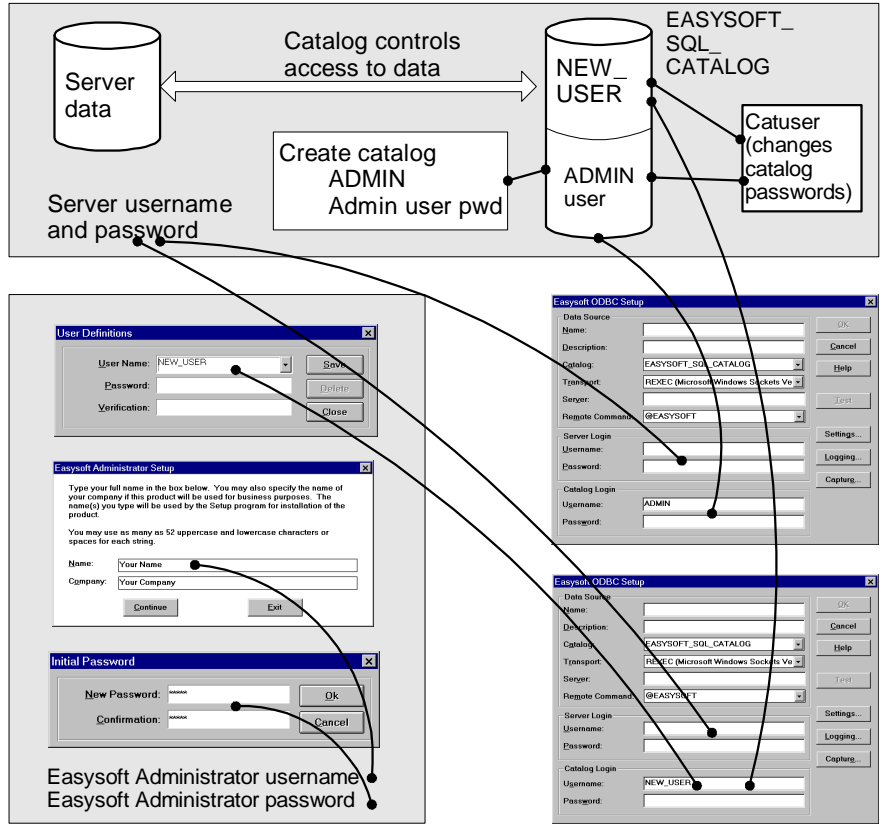 Server
data
Catalog controls
access to data
NEW_
USER
EASYSOFT_
SQL_
CATALOG
Catuser
(changes
catalog
passwords)
Create catalog
ADMIN
Admin user pwd
ADMIN
user
Server username
and password
User Definitions
User Name: NEW_USER
Save
Password:
Delete
Verification:
Close
Easysoft Administrator Setup
Type your full name in the box below. You may also specify the name of
your company if this product will be used for business purposes. The
name(s) you type will be used by the Setup program for installation of the
product.
You may use as many as 52 uppercase and lowercase characters or
spaces for each string.
Name: Your Name
Company: Your Company
Continue
Exit
Initial Password
New Password: *****
Ok
Confirmation: *****
Cancel
Easysoft Administrator username
Easysoft Administrator password
Easysoft ODBC Setup
Data Source
Name:
OK
Description:
Cancel
Catalog: EASYSOFT_SQL_CATALOG
Help
Transport: REXEC (Microsoft Windows Sockets Ve
Server:
Test
Remote Command: @EASYSOFT
Server Login
Settings...
Username:
Logging...
Password:
Capture...
Catalog Login
Username: ADMIN
Password:
Easysoft ODBC Setup
Data Source
Name:
OK
Description:
Cancel
Catalog: EASYSOFT_SQL_CATALOG
Help
Transport: REXEC (Microsoft Windows Sockets Ve
Server:
Test
Remote Command: @EASYSOFT
Server Login
Settings...
Username:
Logging...
Password:
Capture...
Catalog Login
Username: NEW_USER
Password: